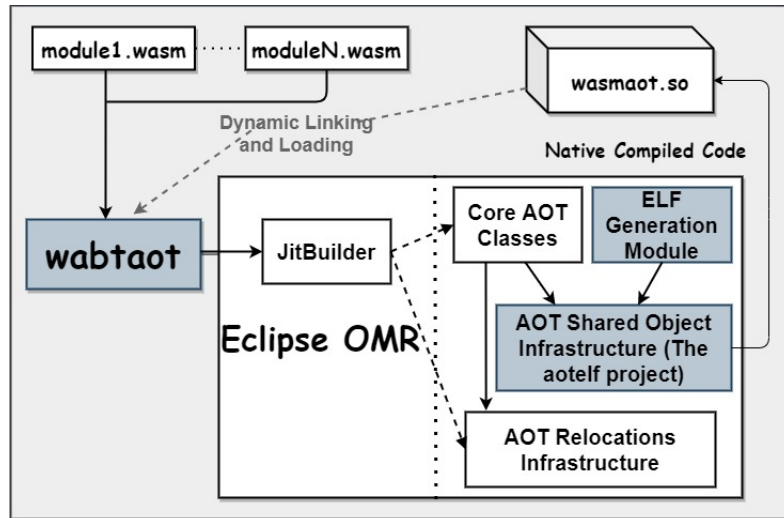 module1.wasm
moduleN.wasm
wasmaot.so
Dynamic Linking
and Loading
Native Compiled Code
wabtaot
JitBuilder
Core AOT
Classes
ELF
Generation
Module
Eclipse OMR
AOT Shared Object
Infrastructure (The
aotelf project)
AOT Relocations
Infrastructure